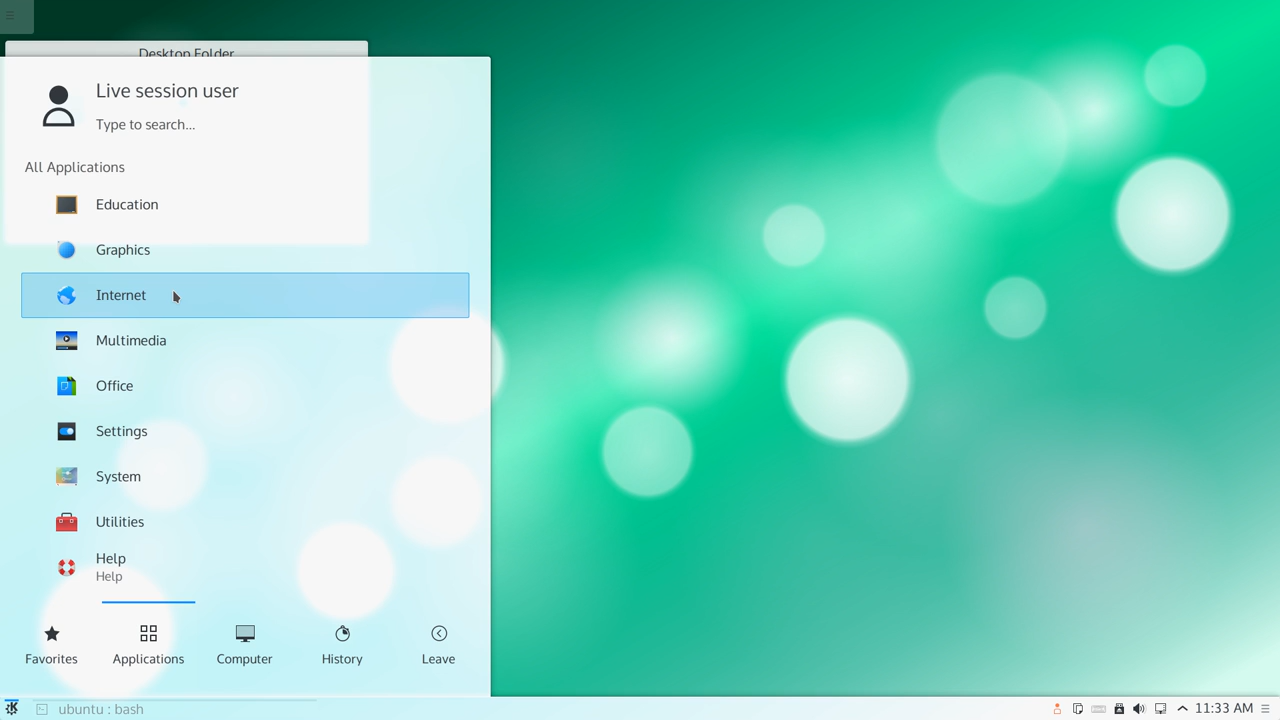 Desktop Folder
Live session user
Type to search...
All Applications
Education
Graphics
Internet
Multimedia
Office
Settings
System
Utilities
Help
Help
Favorites
Applications
Computer
History
Leave
ubuntu : bash
11:33 AM